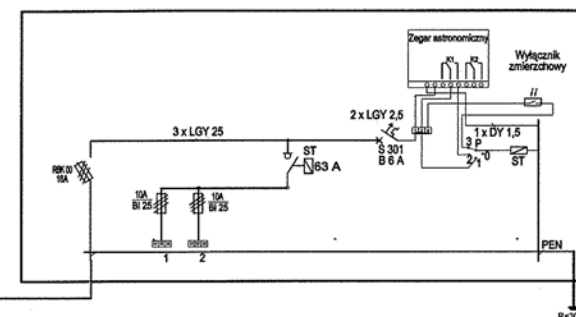 Zegar astronomiczny
K1 K2
Wyłącznik
zmierzchowy
2 x LGY 2,5
3 x LGY 25
1 x DY 1,5
S 301
B 6 A
3 P
0
2 1
ST
ST
63 A
RBK 00
16A
10A
BI 25
10A
BI 25
1 2
PEN